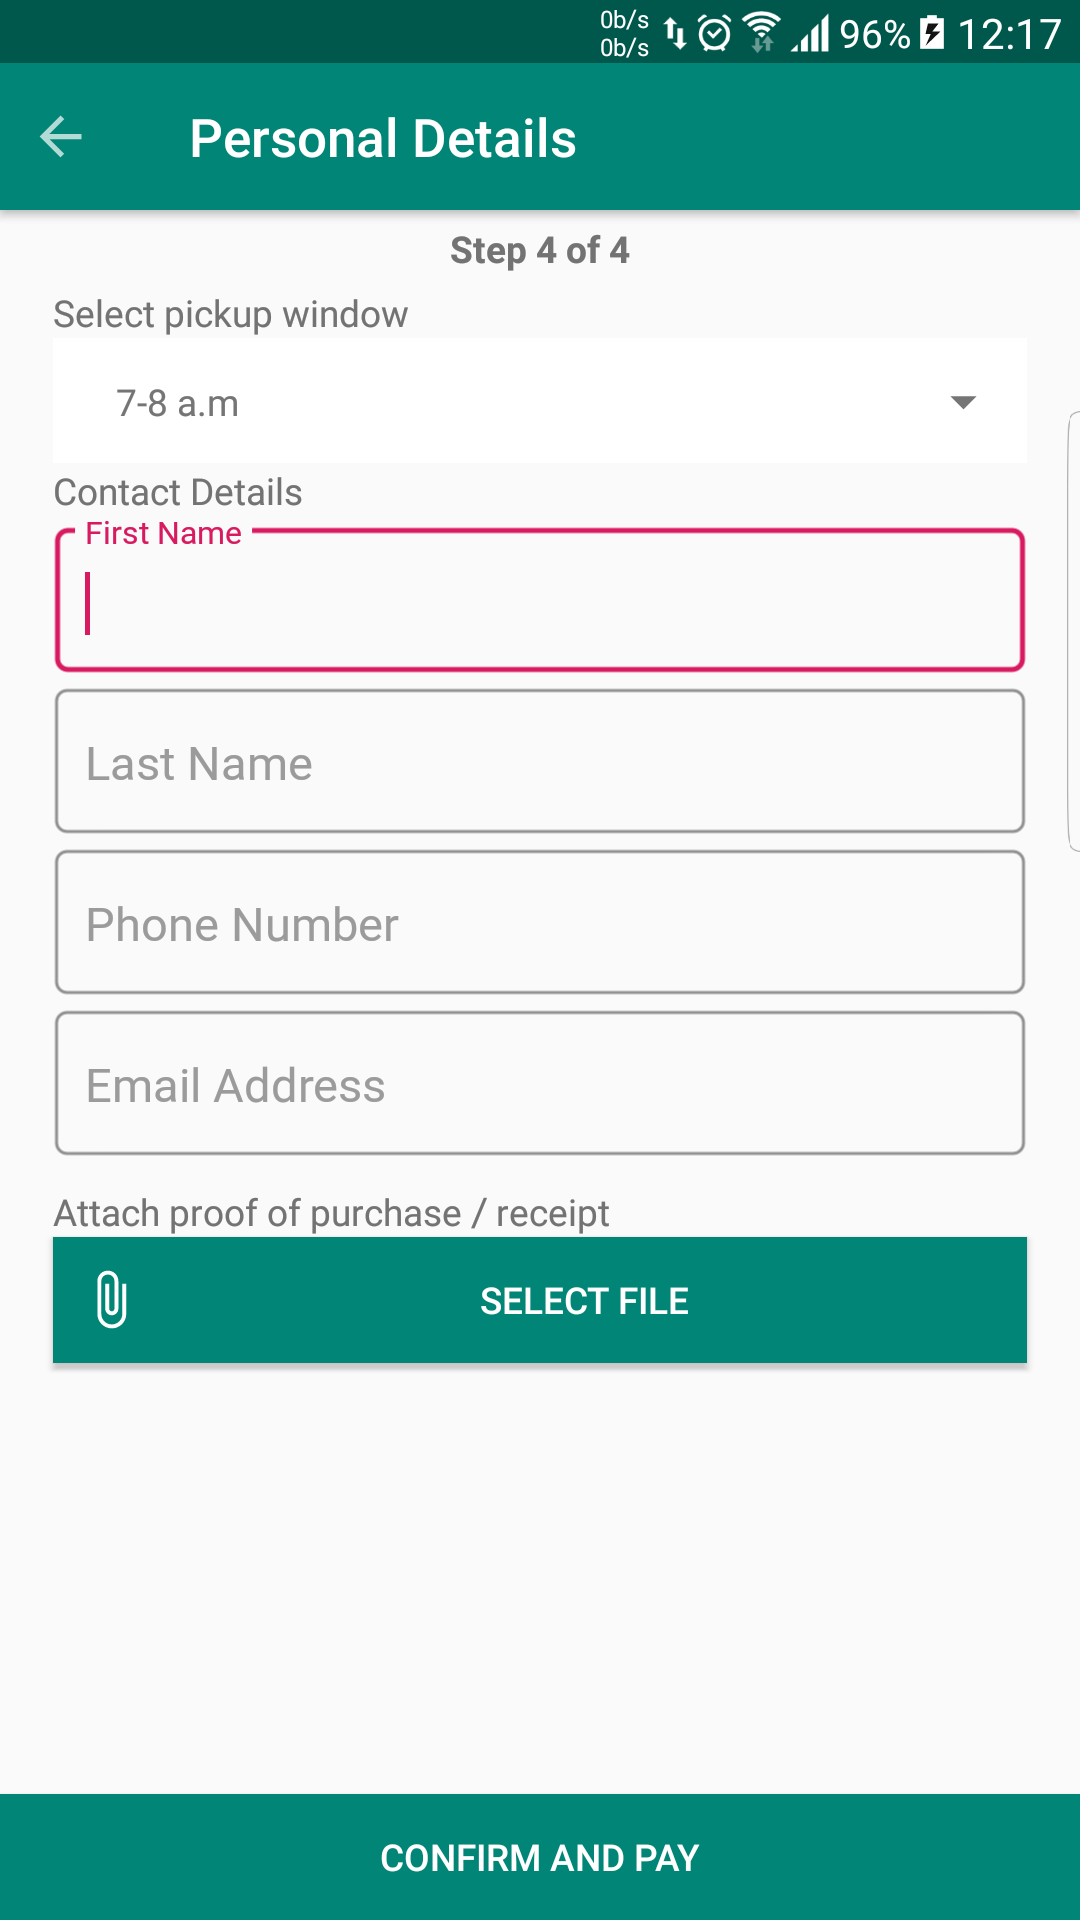 0b/s
0b/s
96% 12:17
Personal Details
Step 4 of 4
Select pickup window
7-8 a.m
Contact Details
First Name
Last Name
Phone Number
Email Address
Attach proof of purchase / receipt
SELECT FILE
CONFIRM AND PAY